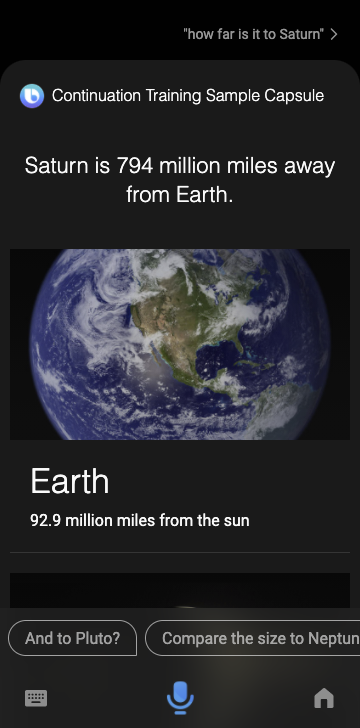 "how far is it to Saturn"
Continuation Training Sample Capsule
Saturn is 794 million miles away
from Earth.
Earth
92.9 million miles from the sun
And to Pluto?
Compare the size to Neptun